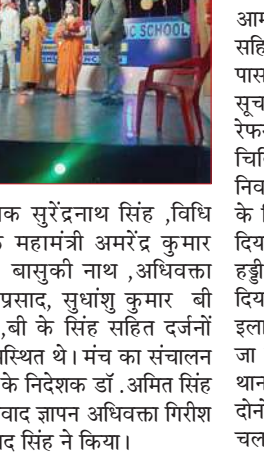 IC SCHOOL
क सुरेंद्रनाथ सिंह ,विधि
महामंत्री अमरेंद्र कुमार
बासुकी नाथ ,अधिवक्ता
प्रसाद, सुधांशु कुमार बी
,बी के सिंह सहित दर्जनों
स्थित थे। मंच का संचालन
के निदेशक डॉ .अमित सिंह
वाद ज्ञापन अधिवक्ता गिरीश
द सिंह ने किया।
आम
सहि
पास
सूच
रेफ
चिि
निव
के ि
दिय
हड्डी
दिय
इला
जा
थान
दोनो
चल